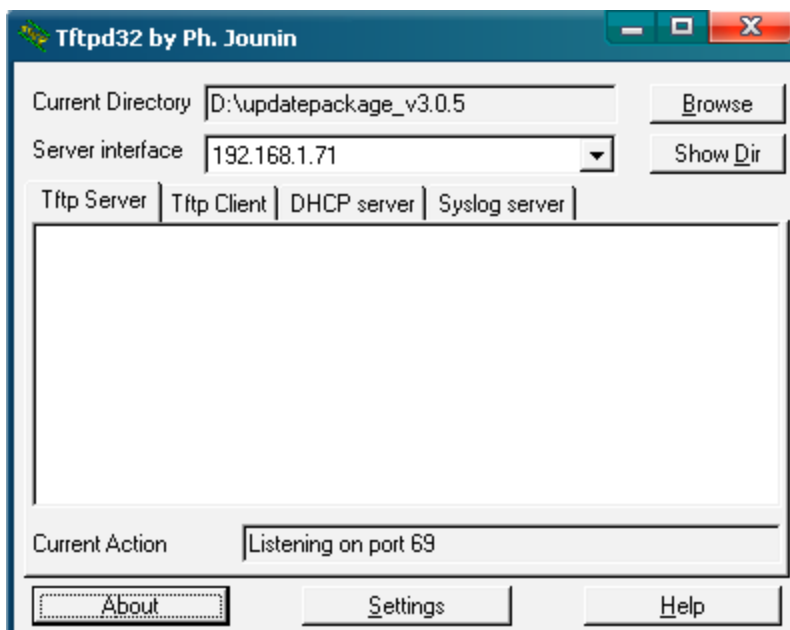 Tftpd32 by Ph. Jounin
Current Directory D:\updatepackage_v3.0.5 Browse
Server interface 192.168.1.71 Show Dir
Tftp Server Tftp Client DHCP server Syslog server
Current Action Listening on port 69
About Settings Help